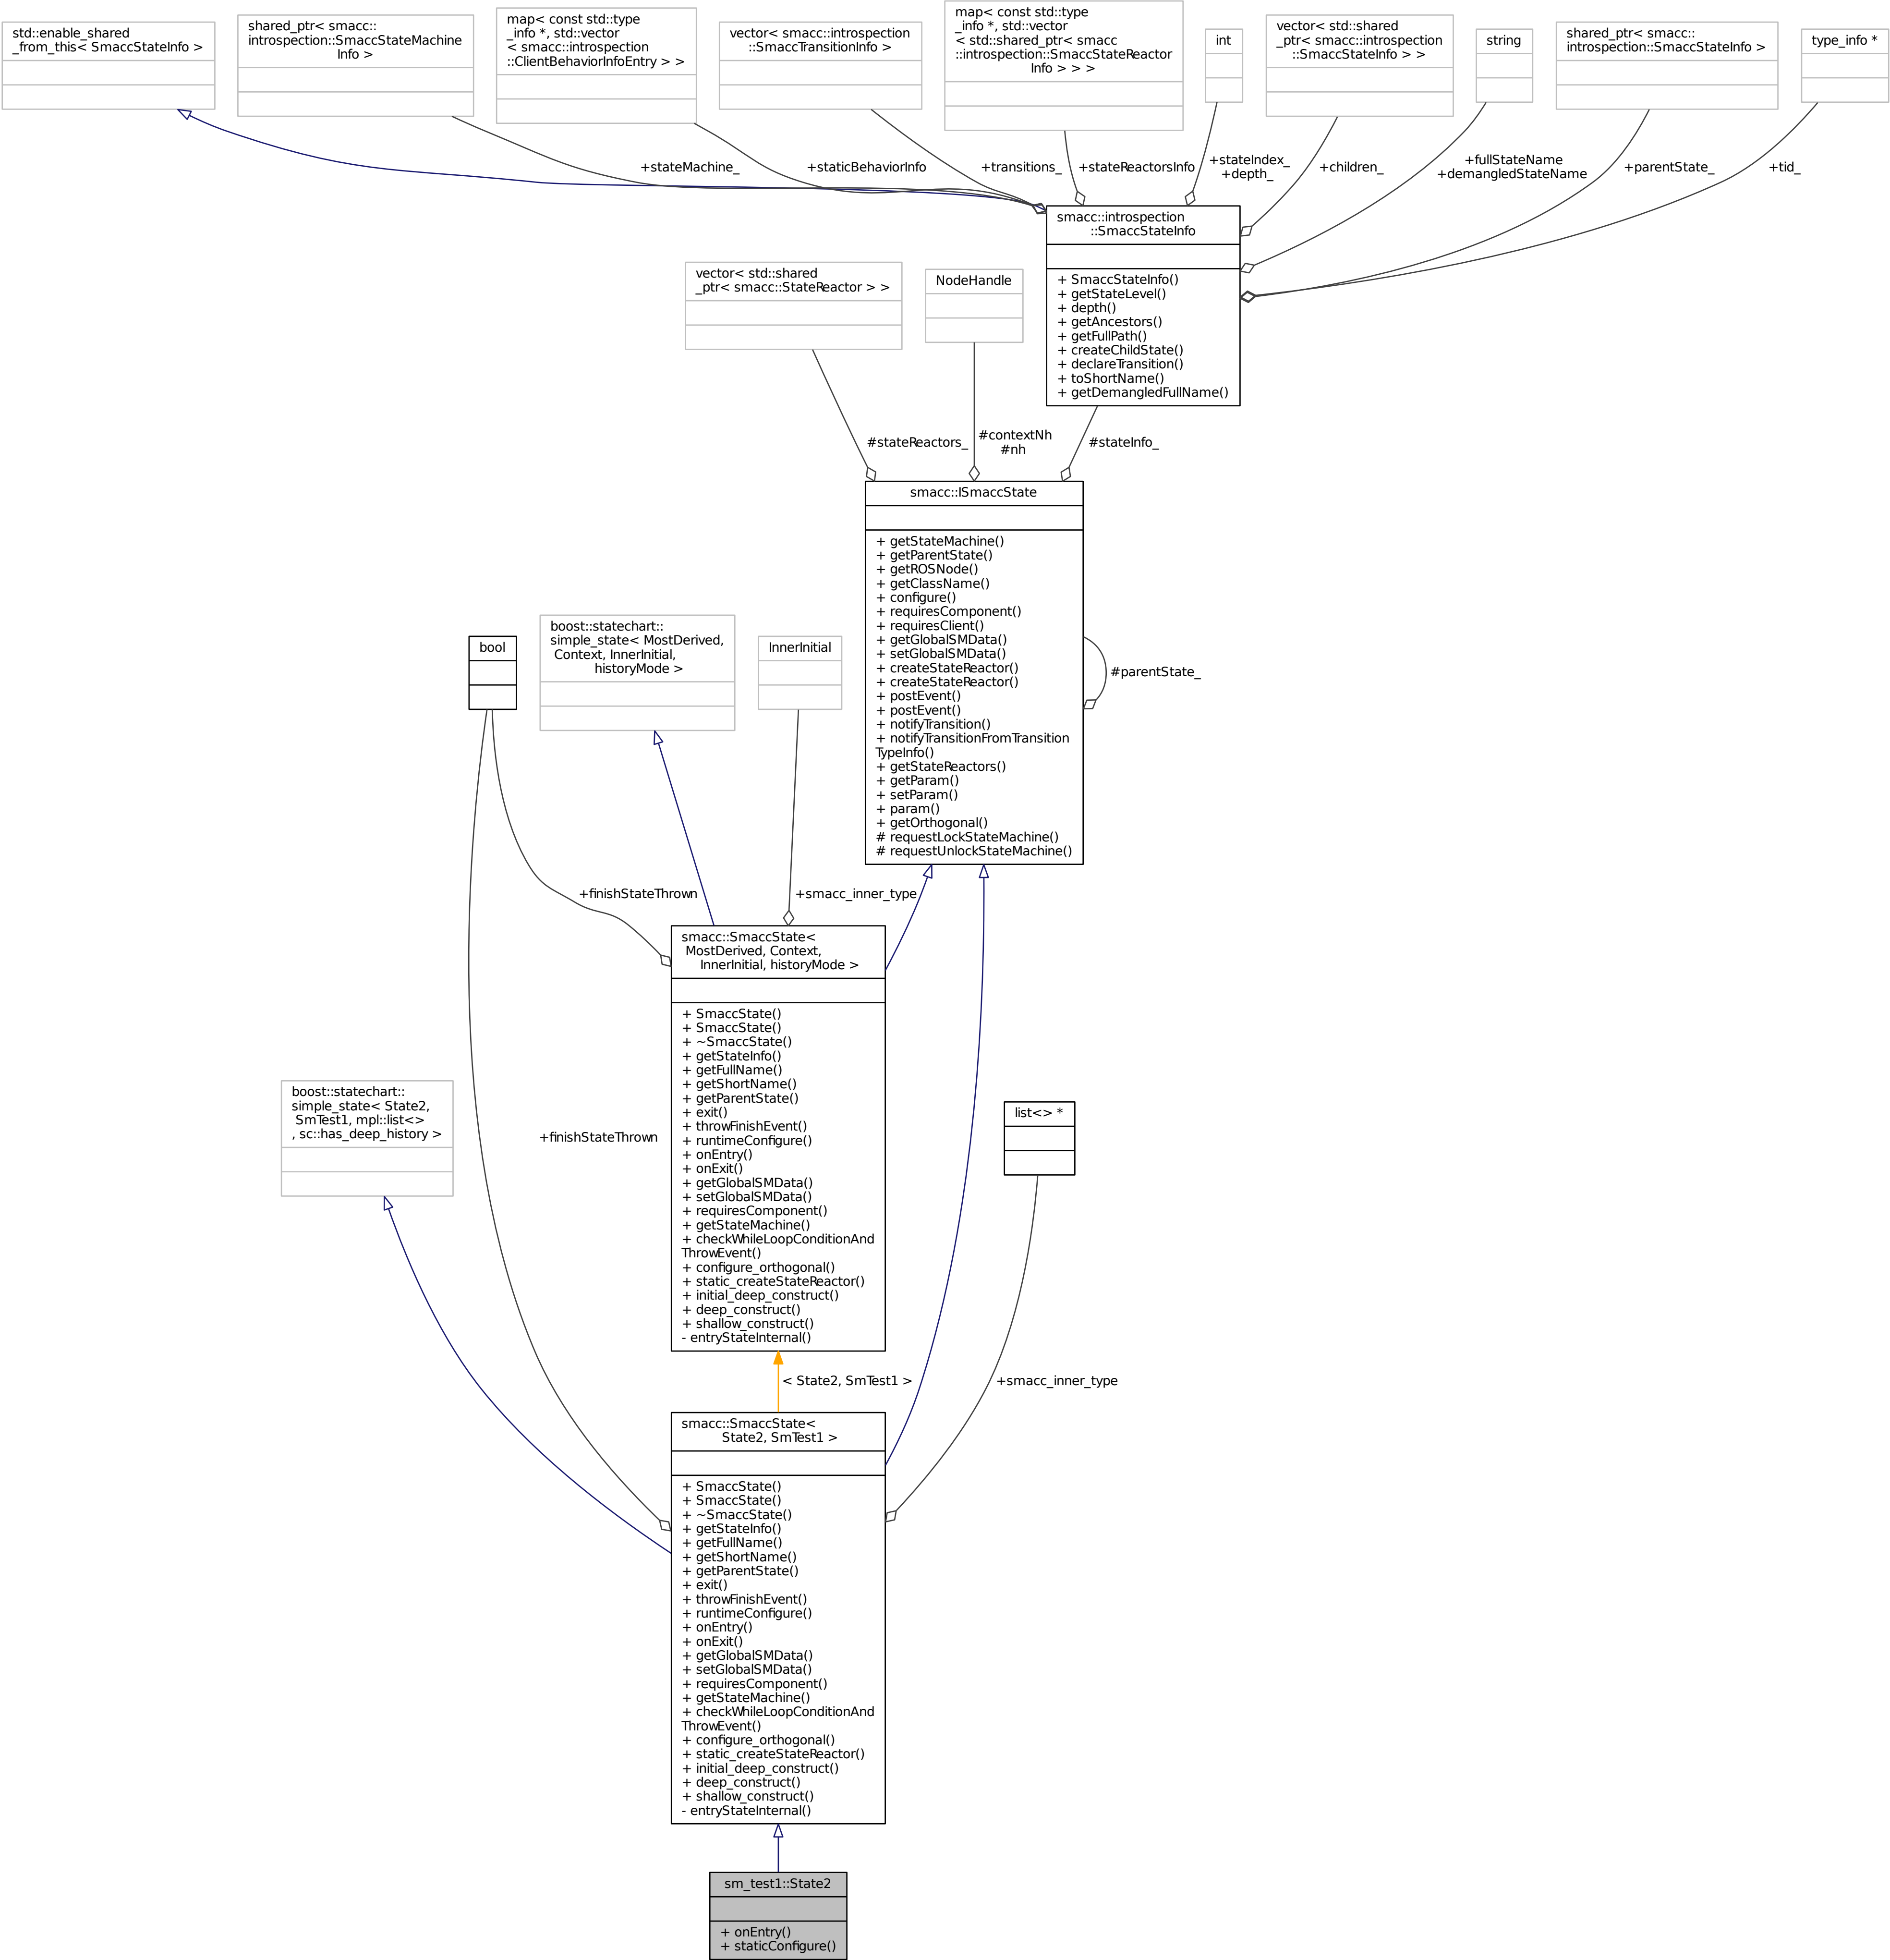 std::enable_shared
_from_this< SmaccStateInfo >
shared_ptr< smacc::
introspection::SmaccStateMachine
Info >
map< const std::type
_info *, std::vector
< smacc::introspection
::ClientBehaviorInfoEntry > >
vector< smacc::introspection
::SmaccTransitionInfo >
map< const std::type
_info *, std::vector
< std::shared_ptr< smacc
::introspection::SmaccStateReactor
Info > > >
int
vector< std::shared
_ptr< smacc::introspection
::SmaccStateInfo > >
string
shared_ptr< smacc::
introspection::SmaccStateInfo >
type_info *
+stateMachine_
+staticBehaviorInfo
+transitions_
+stateReactorsInfo
+stateIndex_
+depth_
+children_
+fullStateName
+demangledStateName
+parentState_
+tid_
smacc::introspection
::SmaccStateInfo
+ SmaccStateInfo()
+ getStateLevel()
+ depth()
+ getAncestors()
+ getFullPath()
+ createChildState()
+ declareTransition()
+ toShortName()
+ getDemangledFullName()
vector< std::shared
_ptr< smacc::StateReactor > >
NodeHandle
#stateReactors_
#contextNh
#nh
#stateInfo_
smacc::ISmaccState
+ getStateMachine()
+ getParentState()
+ getROSNode()
+ getClassName()
+ configure()
+ requiresComponent()
+ requiresClient()
+ getGlobalSMData()
+ setGlobalSMData()
+ createStateReactor()
+ createStateReactor()
+ postEvent()
+ postEvent()
+ notifyTransition()
+ notifyTransitionFromTransition
TypeInfo()
+ getStateReactors()
+ getParam()
+ setParam()
+ param()
+ getOrthogonal()
# requestLockStateMachine()
# requestUnlockStateMachine()
#parentState_
bool
boost::statechart::
simple_state< MostDerived,
Context, InnerInitial,
historyMode >
InnerInitial
+finishStateThrown
+smacc_inner_type
smacc::SmaccState<
MostDerived, Context,
InnerInitial, historyMode >
+ SmaccState()
+ SmaccState()
+ ~SmaccState()
+ getStateInfo()
+ getFullName()
+ getShortName()
+ getParentState()
+ exit()
+ throwFinishEvent()
+ runtimeConfigure()
+ onEntry()
+ onExit()
+ getGlobalSMData()
+ setGlobalSMData()
+ requiresComponent()
+ getStateMachine()
+ checkWhileLoopConditionAnd
ThrowEvent()
+ configure_orthogonal()
+ static_createStateReactor()
+ initial_deep_construct()
+ deep_construct()
+ shallow_construct()
- entryStateInternal()
boost::statechart::
simple_state< State2,
SmTest1, mpl::list<>
, sc::has_deep_history >
+finishStateThrown
list<> *
< State2, SmTest1 >
+smacc_inner_type
smacc::SmaccState<
State2, SmTest1 >
+ SmaccState()
+ SmaccState()
+ ~SmaccState()
+ getStateInfo()
+ getFullName()
+ getShortName()
+ getParentState()
+ exit()
+ throwFinishEvent()
+ runtimeConfigure()
+ onEntry()
+ onExit()
+ getGlobalSMData()
+ setGlobalSMData()
+ requiresComponent()
+ getStateMachine()
+ checkWhileLoopConditionAnd
ThrowEvent()
+ configure_orthogonal()
+ static_createStateReactor()
+ initial_deep_construct()
+ deep_construct()
+ shallow_construct()
- entryStateInternal()
sm_test1::State2
+ onEntry()
+ staticConfigure()